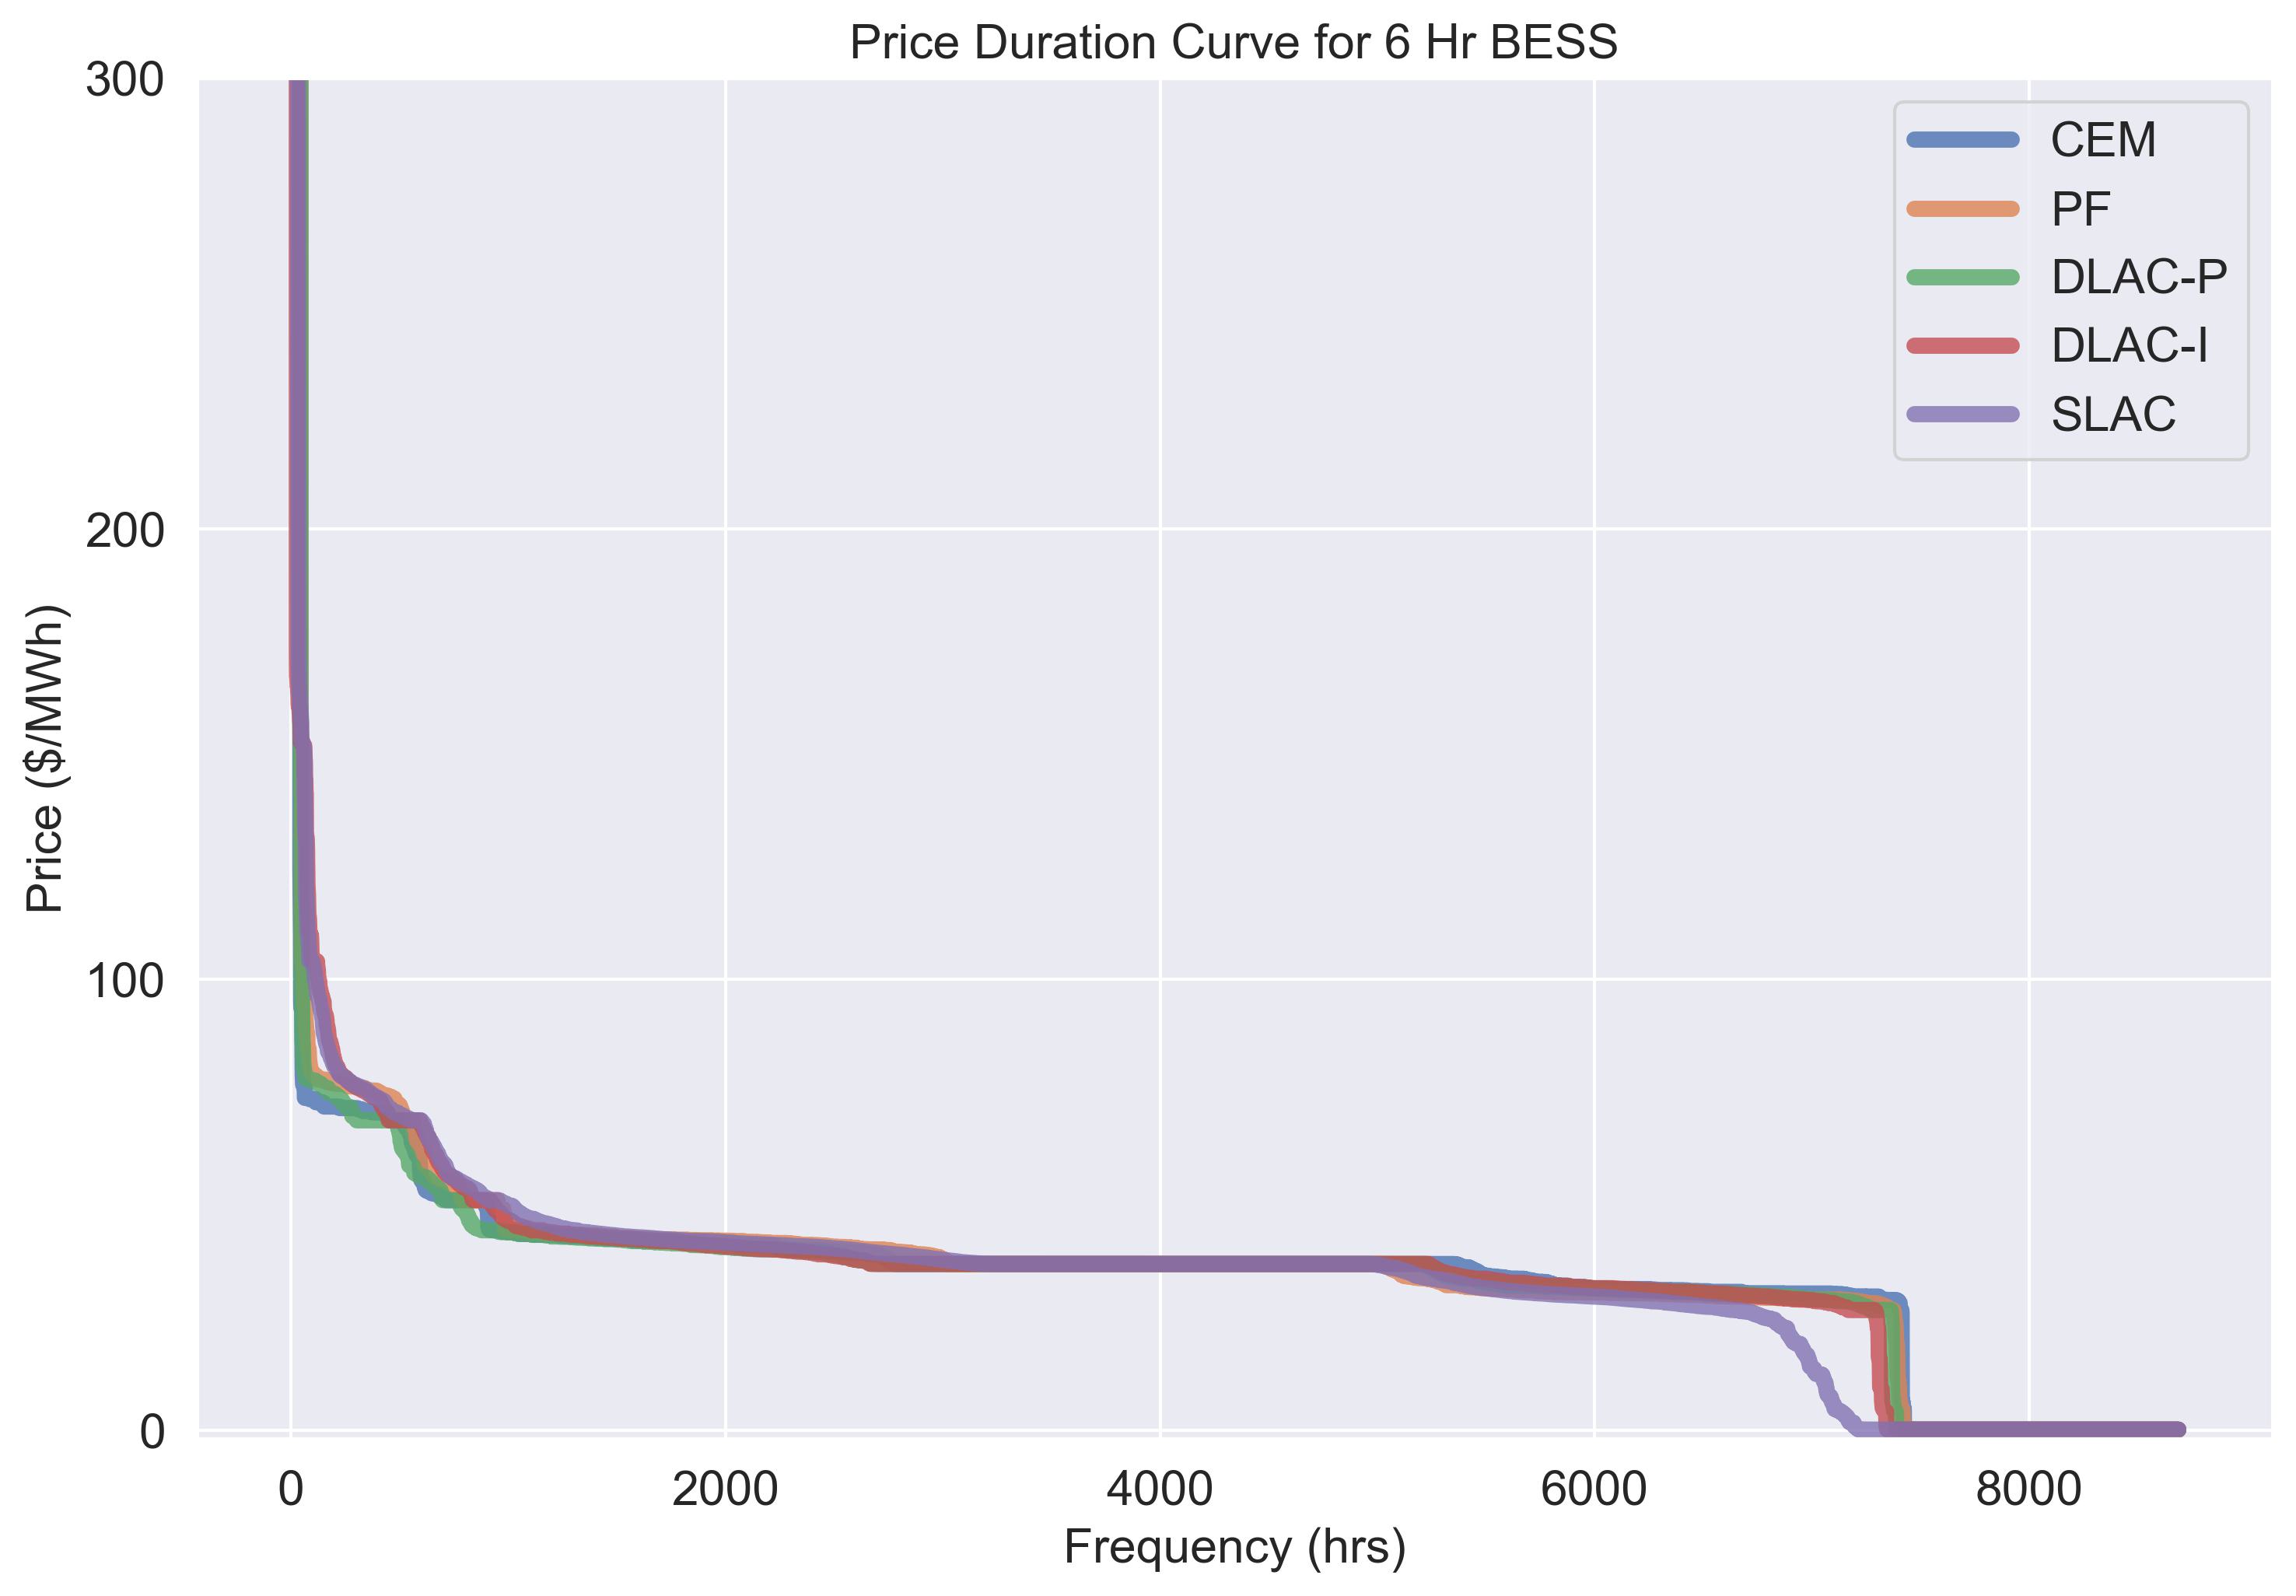 Price Duration Curve for 6 Hr BESS
300
200
100
0
Price ($/MWh)
CEM
PF
DLAC-P
DLAC-I
SLAC
0 2000 4000 6000 8000
Frequency (hrs)